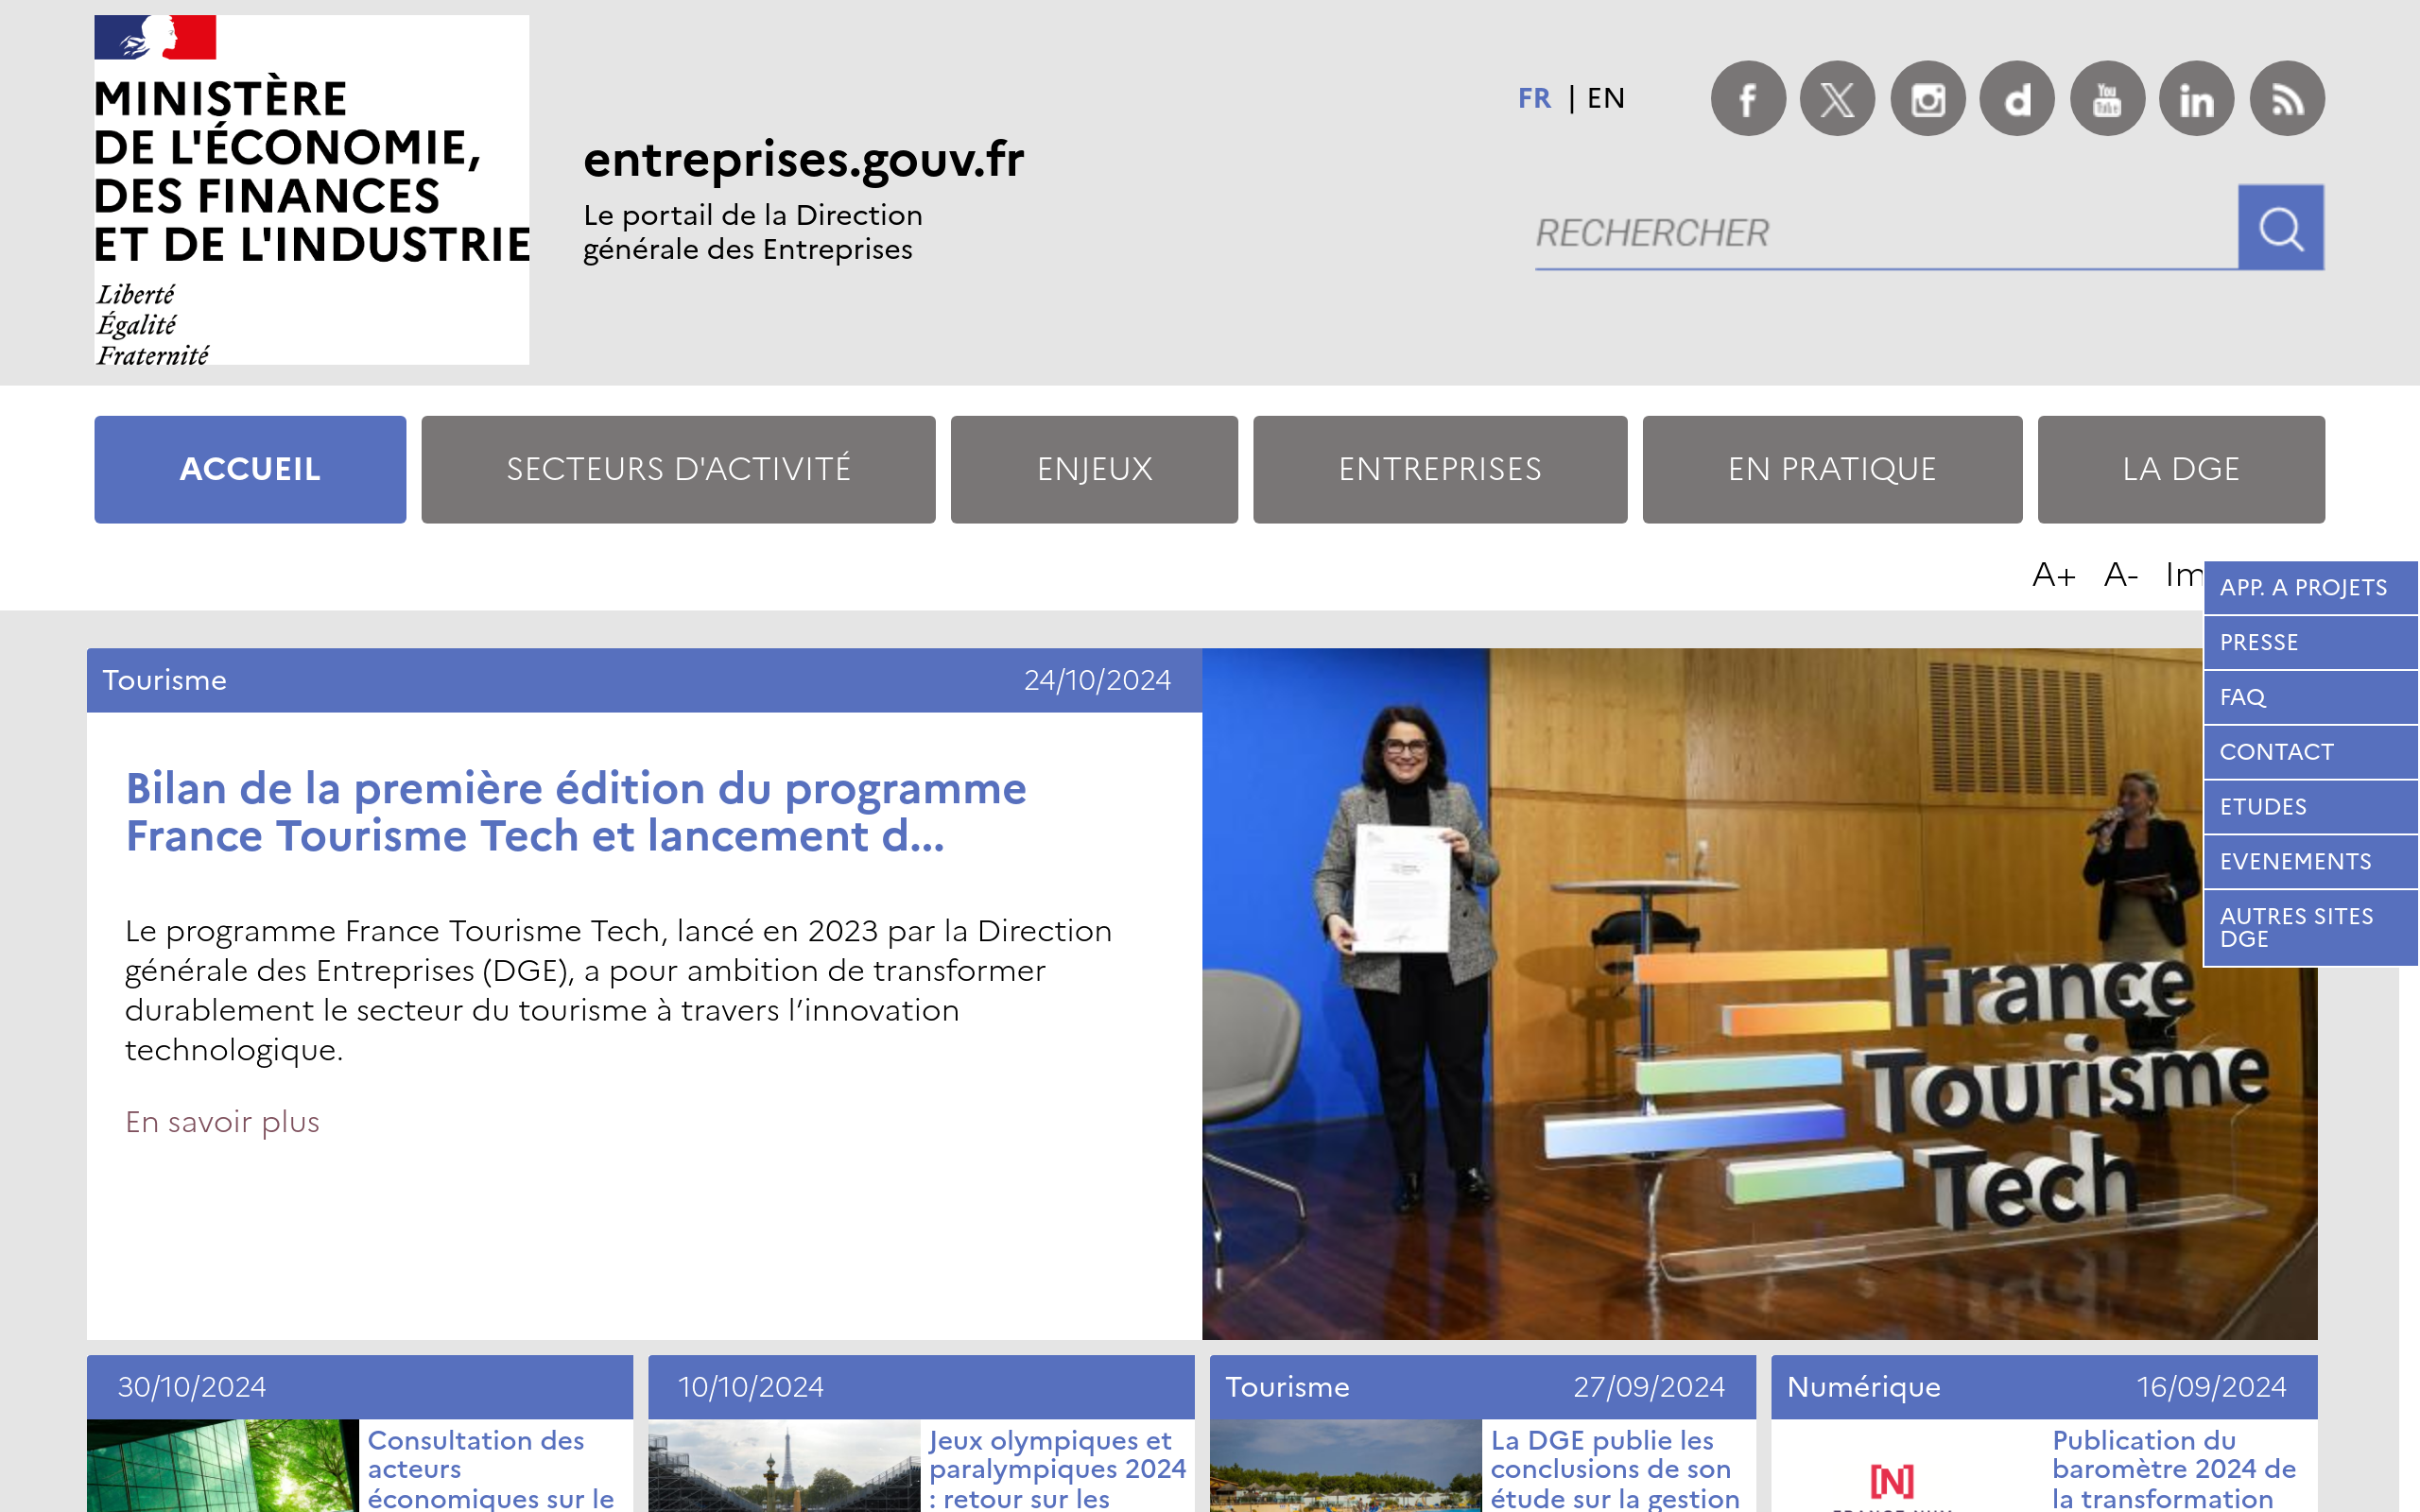 MINISTÈRE
DE L'ÉCONOMIE,
DES FINANCES
ET DE L'INDUSTRIE
Liberté
Égalité
Fraternité
entreprises.gouv.fr
Le portail de la Direction
générale des Entreprises
FR | EN
RECHERCHER
ACCUEIL
SECTEURS D'ACTIVITÉ
ENJEUX
ENTREPRISES
EN PRATIQUE
LA DGE
A+ A- Im
APP. A PROJETS
PRESSE
FAQ
CONTACT
ETUDES
EVENEMENTS
AUTRES SITES
DGE
Tourisme 24/10/2024
Bilan de la première édition du programme
France Tourisme Tech et lancement d...
Le programme France Tourisme Tech, lancé en 2023 par la Direction
générale des Entreprises (DGE), a pour ambition de transformer
durablement le secteur du tourisme à travers l’innovation
technologique.
En savoir plus
France
Tourisme
Tech
30/10/2024
Consultation des
acteurs
économiques sur le
10/10/2024
Jeux olympiques et
paralympiques 2024
: retour sur les
Tourisme 27/09/2024
La DGE publie les
conclusions de son
étude sur la gestion
Numérique 16/09/2024
[N]
Publication du
baromètre 2024 de
la transformation